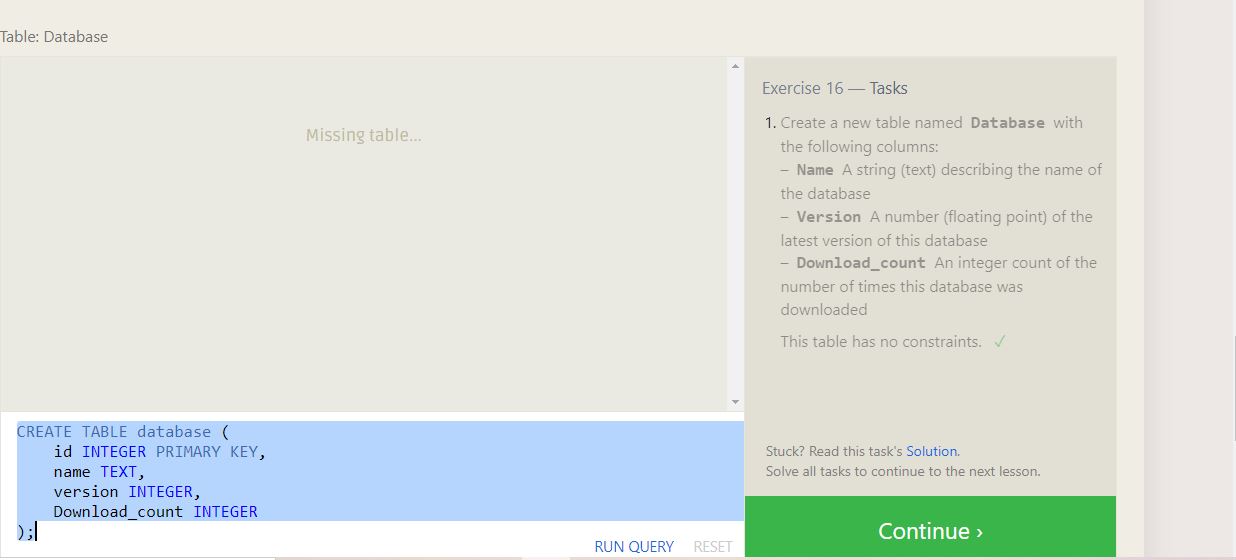 Table: Database
Missing table...
CREATE TABLE database (
    id INTEGER PRIMARY KEY,
    name TEXT,
    version INTEGER,
    Download_count INTEGER
);
RUN QUERY RESET
Exercise 16 — Tasks
1. Create a new table named Database with
the following columns:
– Name A string (text) describing the name of
the database
– Version A number (floating point) of the
latest version of this database
– Download_count An integer count of the
number of times this database was
downloaded
This table has no constraints. ✓
Stuck? Read this task's Solution.
Solve all tasks to continue to the next lesson.
Continue ›